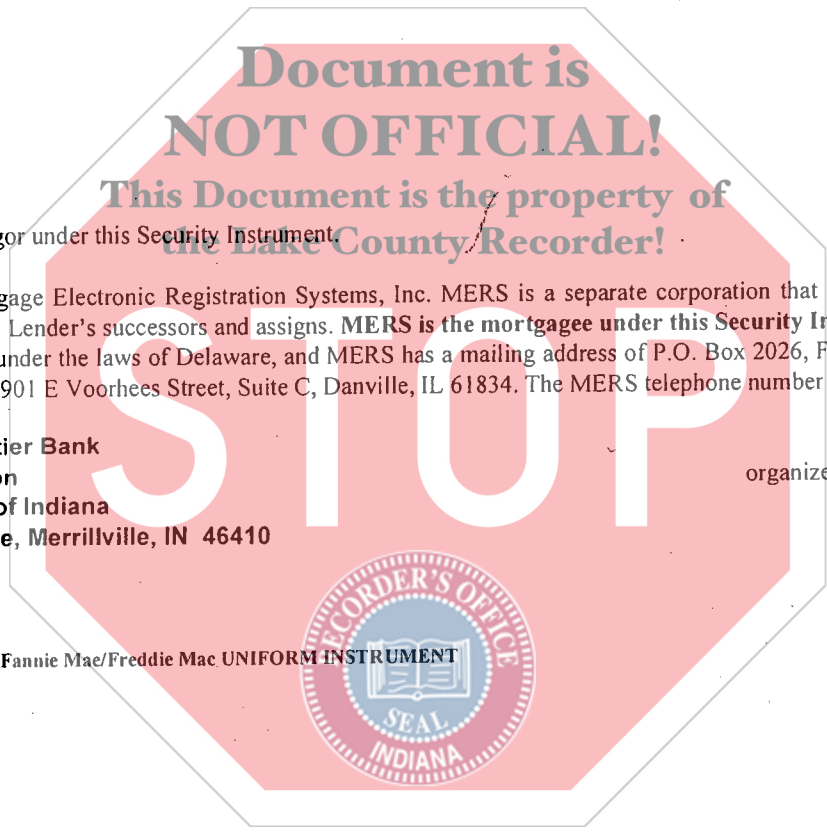 Document is
NOT OFFICIAL!
This Document is the property of
the Lake County Recorder!
gor under this Security Instrument.
gage Electronic Registration Systems, Inc. MERS is a separate corporation that
Lender's successors and assigns. MERS is the mortgagee under this Security In
under the laws of Delaware, and MERS has a mailing address of P.O. Box 2026, F
901 E Voorhees Street, Suite C, Danville, IL 61834. The MERS telephone number
STOP
tier Bank
on
organize
of Indiana
e, Merrillville, IN 46410
Fannie Mae/Freddie Mac UNIFORM INSTRUMENT
RECORDER'S OFFICE
SEAL
INDIANA